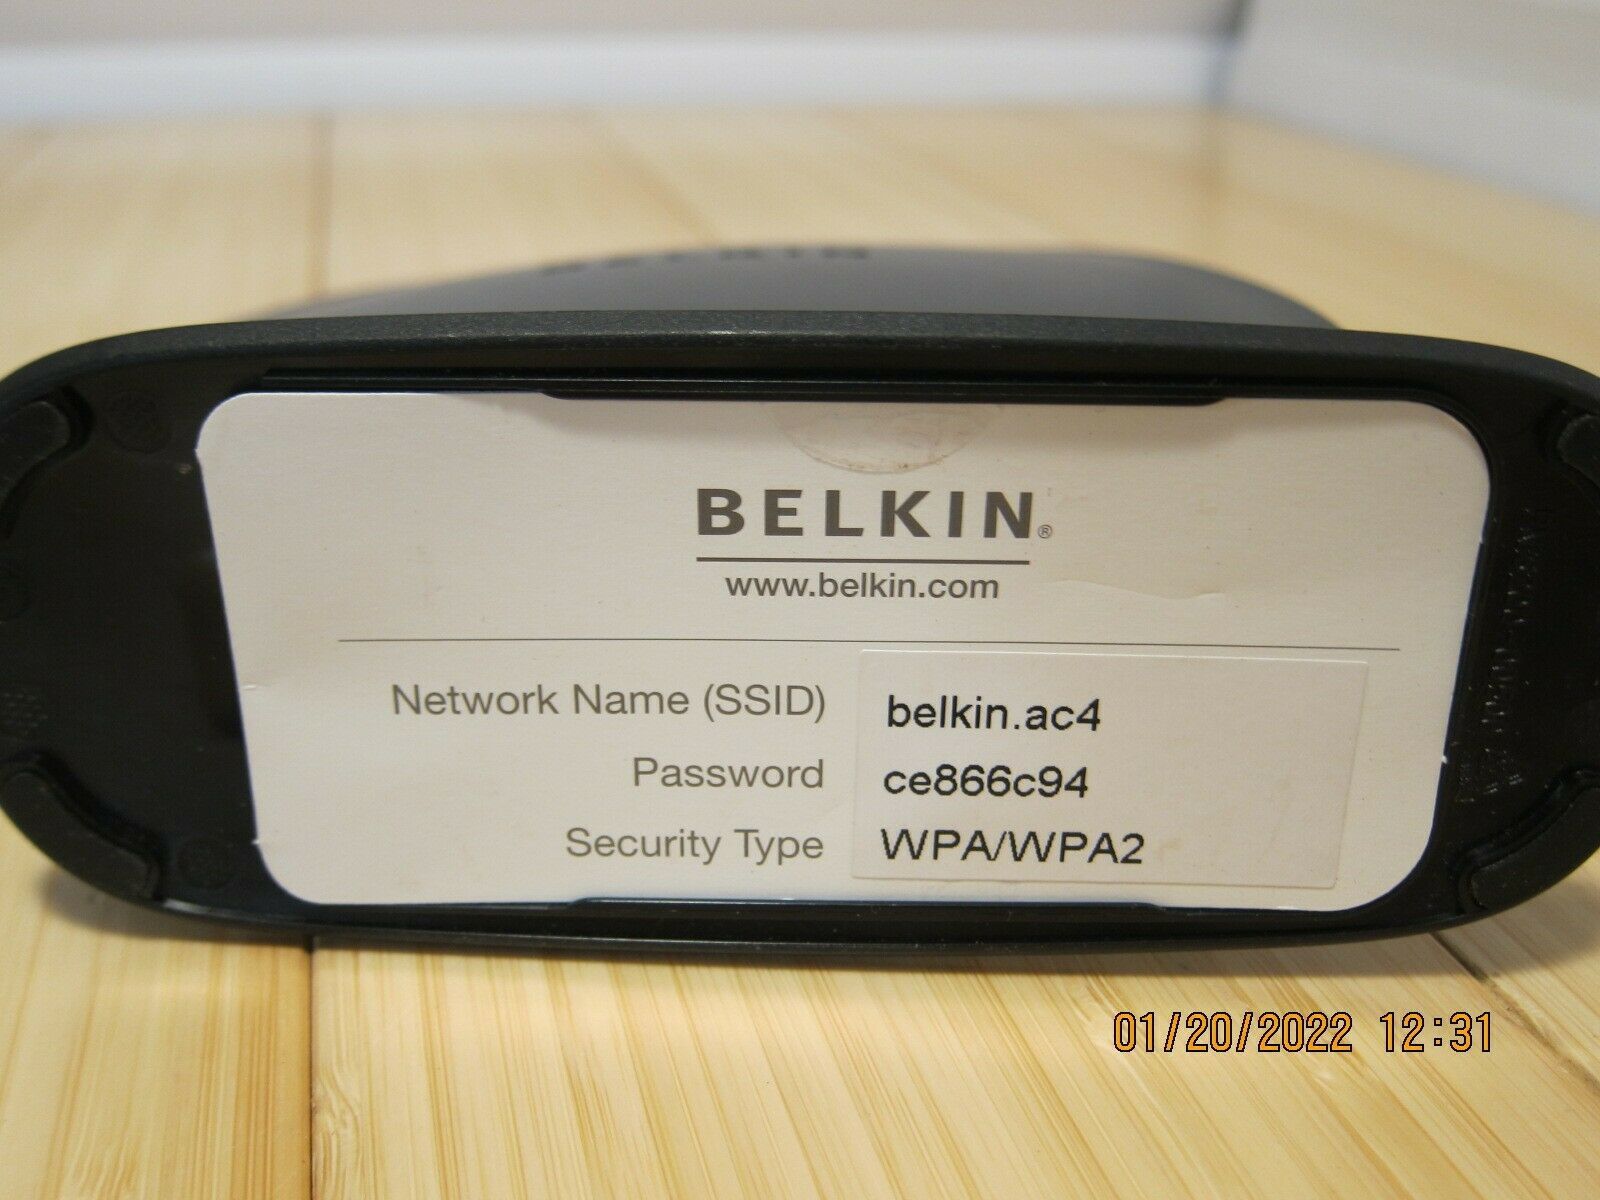 BELKIN
BELKIN®
www.belkin.com
Network Name (SSID) belkin.ac4
Password ce866c94
Security Type WPA/WPA2
01/20/2022 12:31